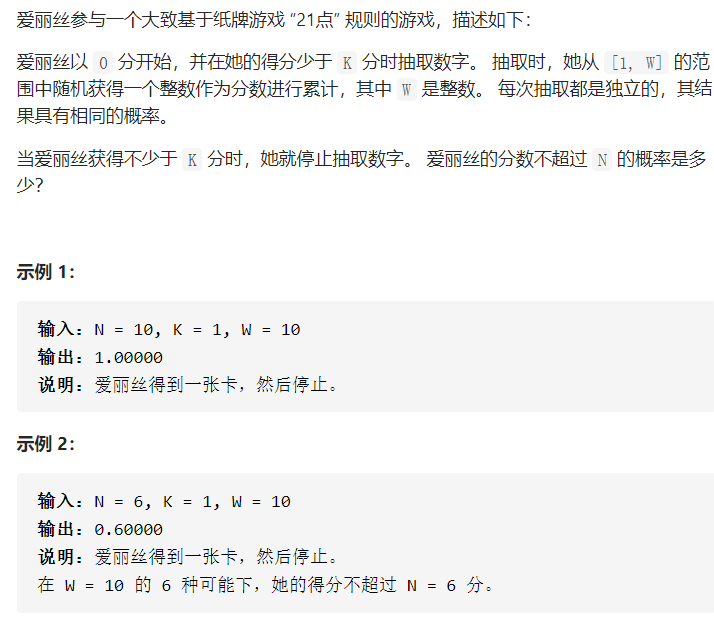 爱丽丝参与一个大致基于纸牌游戏 “21点” 规则的游戏，描述如下：
爱丽丝以 0 分开始，并在她的得分少于 K 分时抽取数字。 抽取时，她从 [1, W] 的范
围中随机获得一个整数作为分数进行累计，其中 W 是整数。 每次抽取都是独立的，其结
果具有相同的概率。
当爱丽丝获得不少于 K 分时，她就停止抽取数字。 爱丽丝的分数不超过 N 的概率是多
少？
示例 1：
输入：N = 10, K = 1, W = 10
输出：1.00000
说明：爱丽丝得到一张卡，然后停止。
示例 2：
输入：N = 6, K = 1, W = 10
输出：0.60000
说明：爱丽丝得到一张卡，然后停止。
在 W = 10 的 6 种可能下，她的得分不超过 N = 6 分。